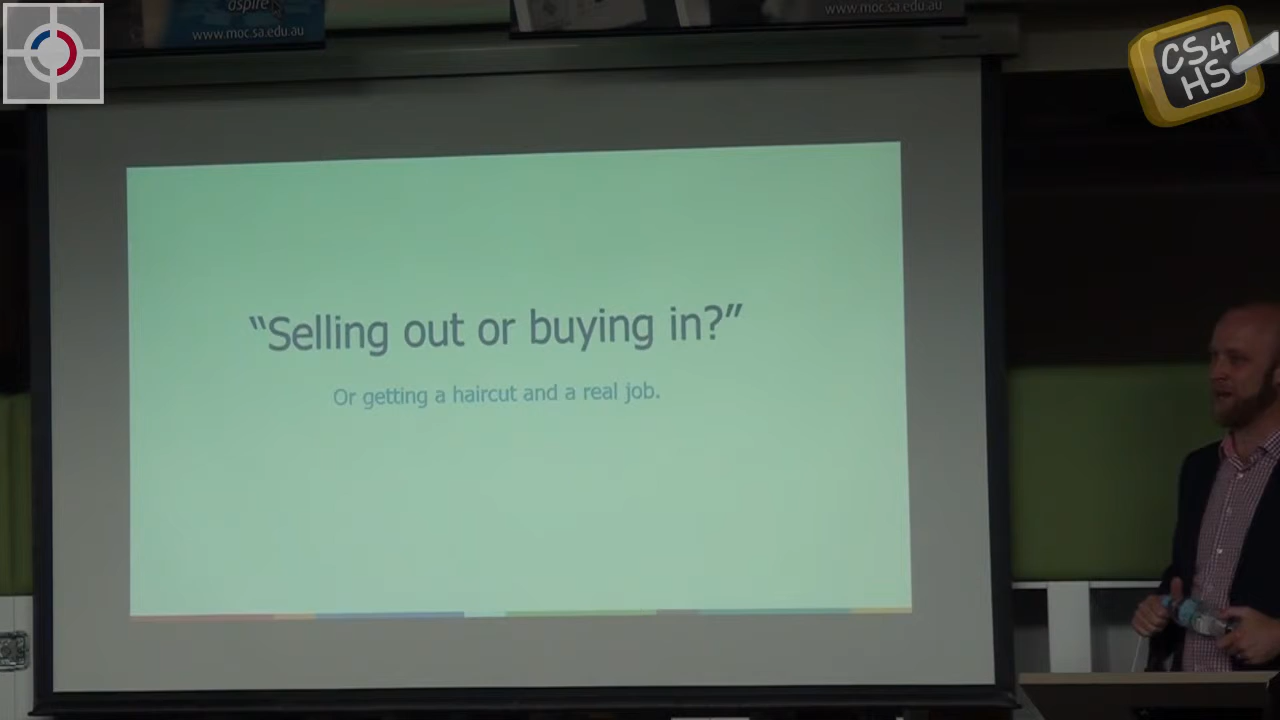 aspire
www.moc.sa.edu.au
www.moc.sa.edu.au
CS4
HS
“Selling out or buying in?”
Or getting a haircut and a real job.